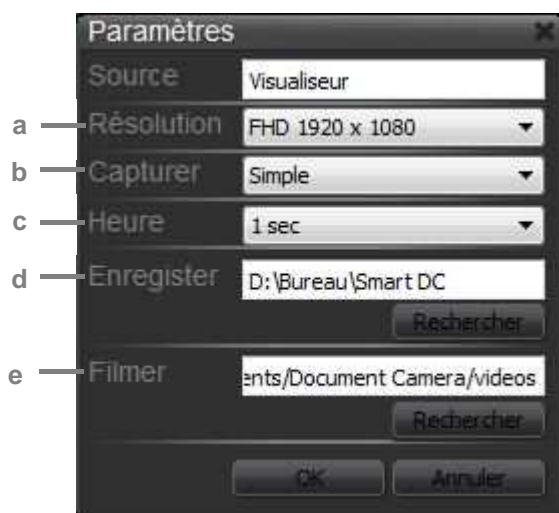 Paramètres
Source Visualiseur
a Résolution FHD 1920 x 1080
b Capturer Simple
c Heure 1 sec
d Enregister D:\Bureau\Smart DC
Rechercher
e Filmer ents/Document Camera/videos
Rechercher
OK Annuler